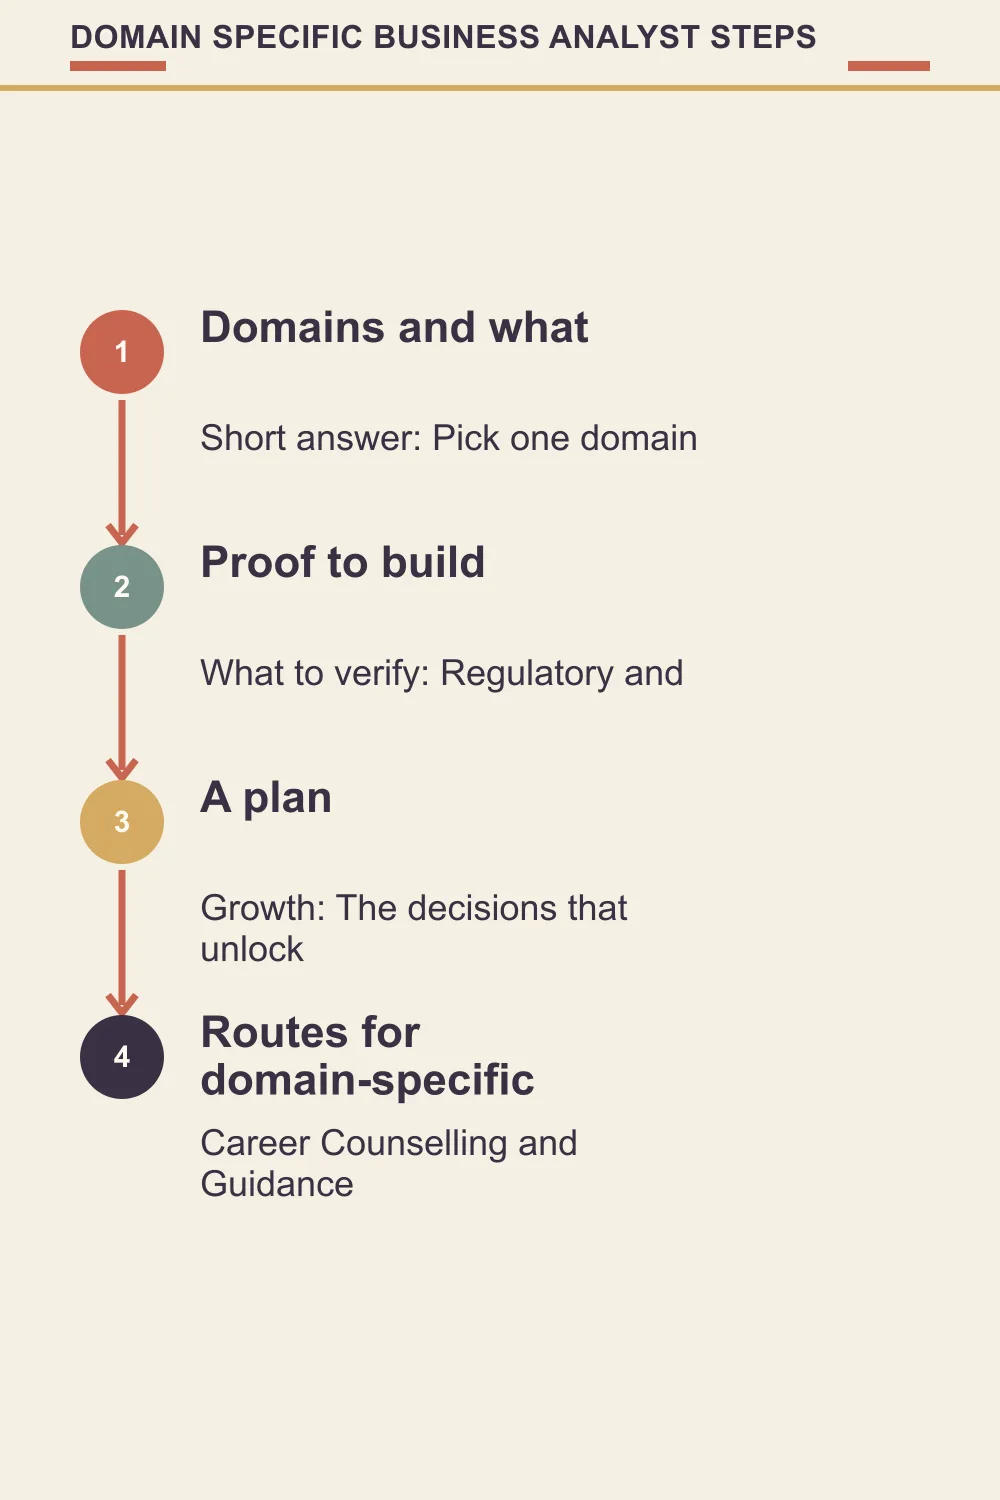 DOMAIN SPECIFIC BUSINESS ANALYST STEPS
1
Domains and what
Short answer: Pick one domain
2
Proof to build
What to verify: Regulatory and
3
A plan
Growth: The decisions that
unlock
4
Routes for
domain-specific
Career Counselling and
Guidance